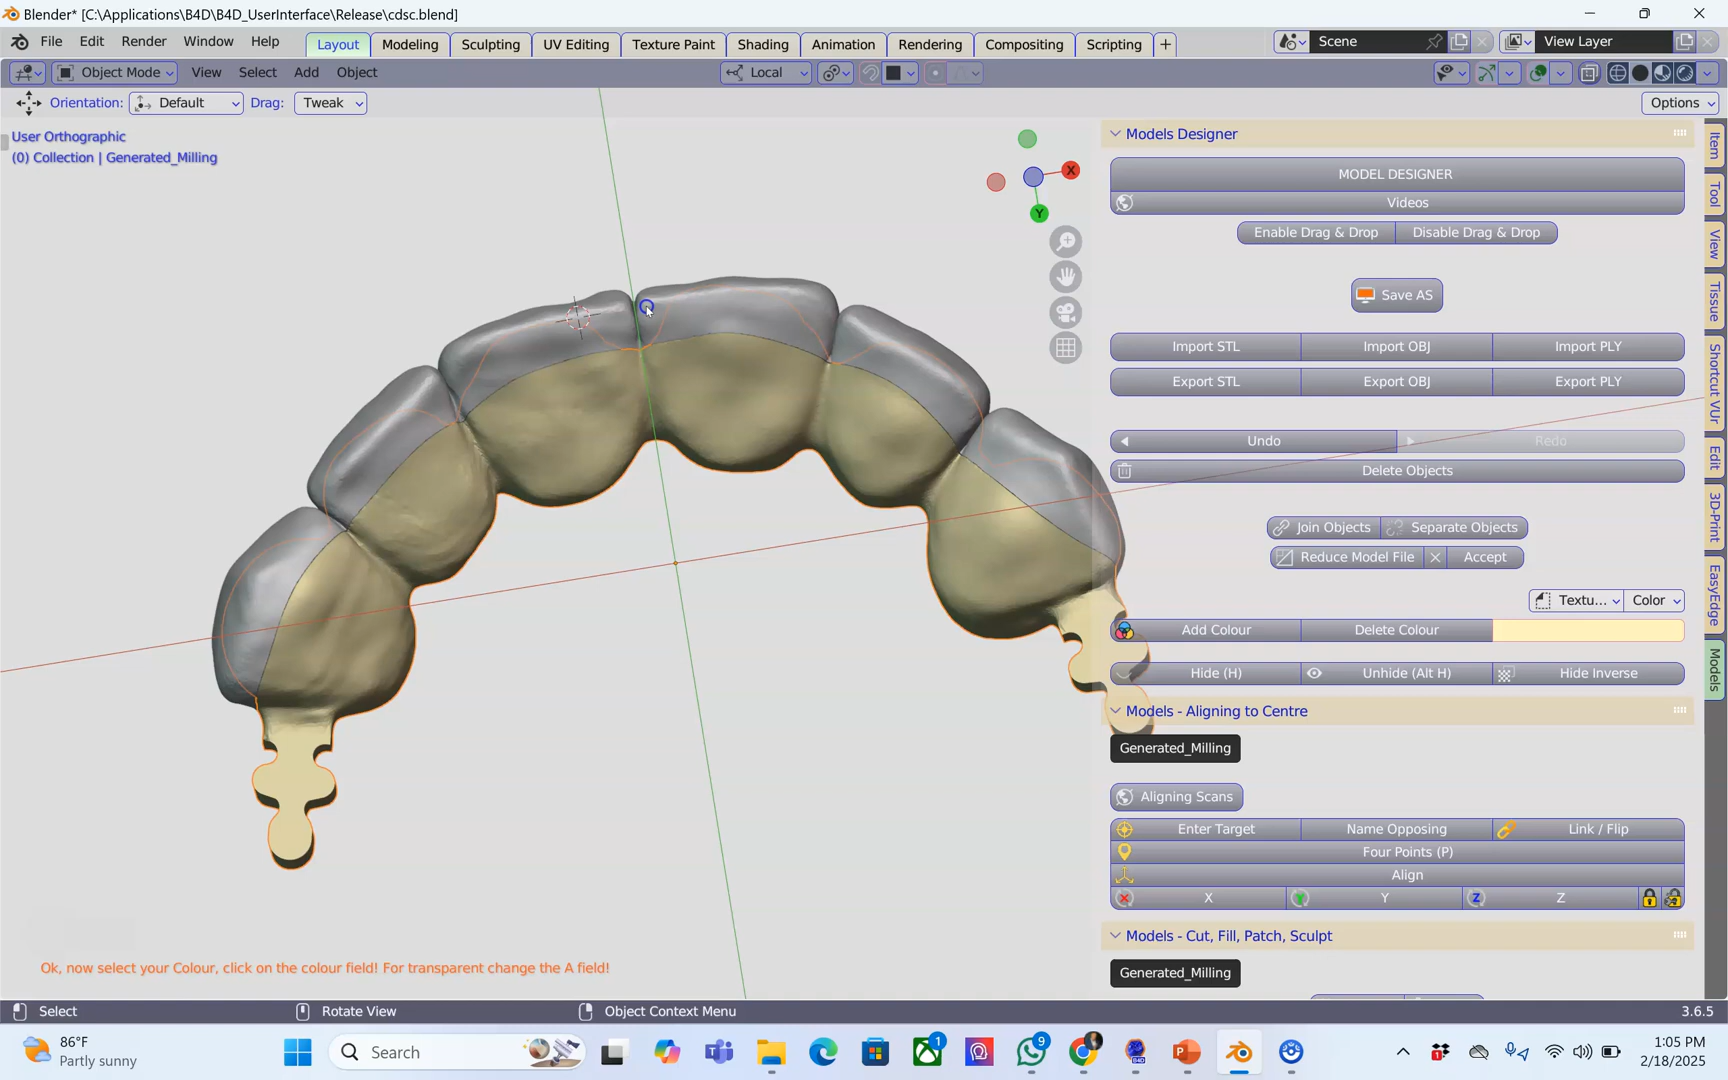 Blender* [C:\Applications\B4D\B4D_UserInterface\Release\cdsc.blend]
File Edit Render Window Help Layout Modeling Sculpting UV Editing Texture Paint Shading Animation Rendering Compositing Scripting + Scene View Layer
Object Mode View Select Add Object Local
Orientation: Default Drag: Tweak Options
User Orthographic
(0) Collection | Generated_Milling
X
Y
Models Designer
MODEL DESIGNER
Videos
Enable Drag & Drop Disable Drag & Drop
Save AS
Import STL Import OBJ Import PLY
Export STL Export OBJ Export PLY
Undo Redo
Delete Objects
Join Objects Separate Objects
Reduce Model File Accept
Textu... Color
Add Colour Delete Colour
Hide (H) Unhide (Alt H) Hide Inverse
Models - Aligning to Centre
Generated_Milling
Aligning Scans
Enter Target Name Opposing Link / Flip
Four Points (P)
Align
X Y Z Z
Models - Cut, Fill, Patch, Sculpt
Generated_Milling
Item
Tool
View
Tissue
Shortcut VUr
Edit
3D-Print
EasyEdge
Models
Ok, now select your Colour, click on the colour field! For transparent change the A field!
Select Rotate View Object Context Menu 3.6.5
86°F
Partly sunny
Search
1
9
B4D
1
1:05 PM
2/18/2025